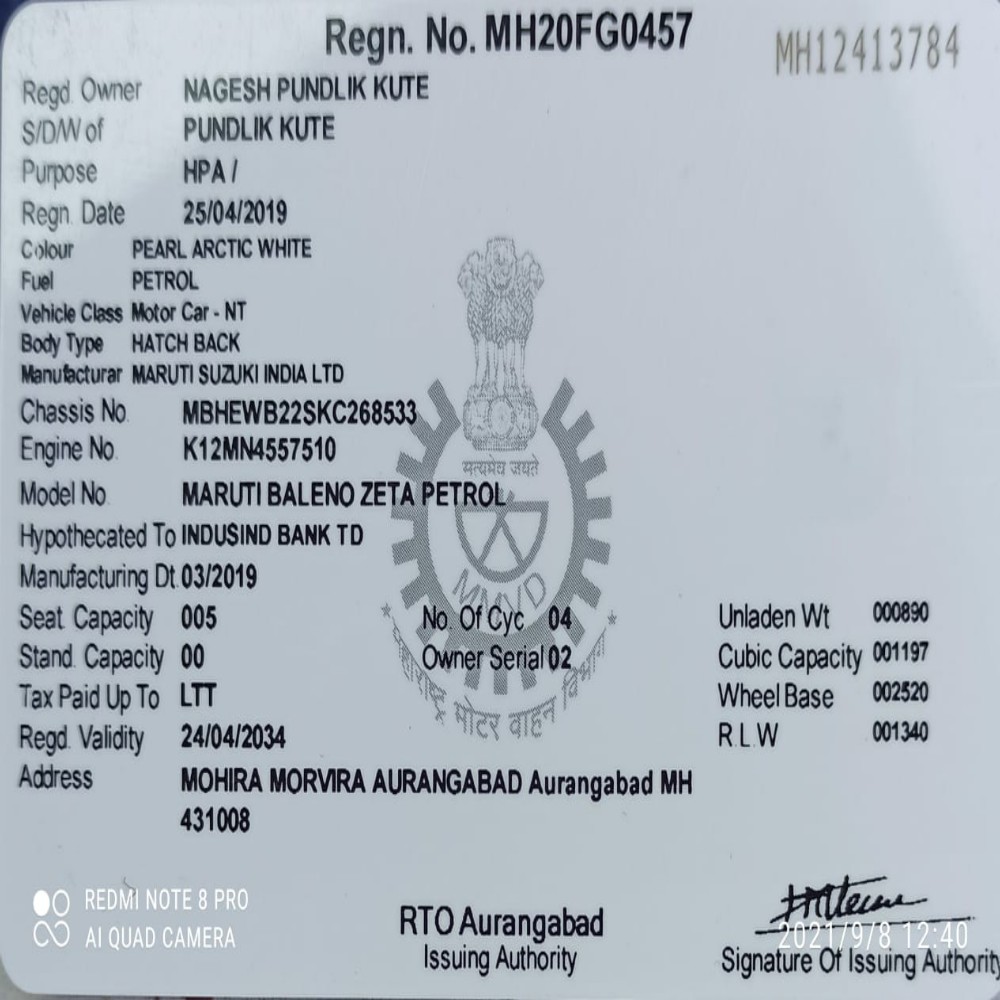 Regn. No. MH20FG0457
MH12413784
Regd. Owner NAGESH PUNDLIK KUTE
S/D/W of PUNDLIK KUTE
Purpose HPA /
Regn. Date 25/04/2019
Colour PEARL ARCTIC WHITE
Fuel PETROL
Vehicle Class Motor Car - NT
Body Type HATCH BACK
Manufacturar MARUTI SUZUKI INDIA LTD
Chassis No. MBHEWB22SKC268533
Engine No. K12MN4557510
सत्यमेव जयते
Model No. MARUTI BALENO ZETA PETROL
Hypothecated To INDUSIND BANK TD
Manufacturing Dt. 03/2019
MMVD
Seat. Capacity 005 No. Of Cyc 04 Unladen Wt 000890
Stand. Capacity 00 Owner Serial 02 Cubic Capacity 001197
Tax Paid Up To LTT Wheel Base 002520
महाराष्ट्र मोटर वाहन विभाग
Regd. Validity 24/04/2034 R.L.W 001340
Address MOHIRA MORVIRA AURANGABAD Aurangabad MH
431008
REDMI NOTE 8 PRO
AI QUAD CAMERA
RTO Aurangabad
Issuing Authority
2021/9/8 12:40
Signature Of Issuing Authority